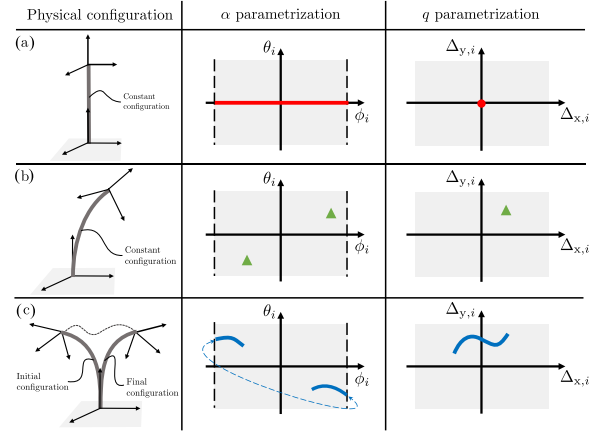 Physical configuration
α parametrization
q parametrization
(a)
Constant
configuration
θᵢ
ϕᵢ
Δy,i
Δx,i
(b)
Constant
configuration
θᵢ
ϕᵢ
Δy,i
Δx,i
(c)
Initial
configuration
Final
configuration
θᵢ
ϕᵢ
Δy,i
Δx,i